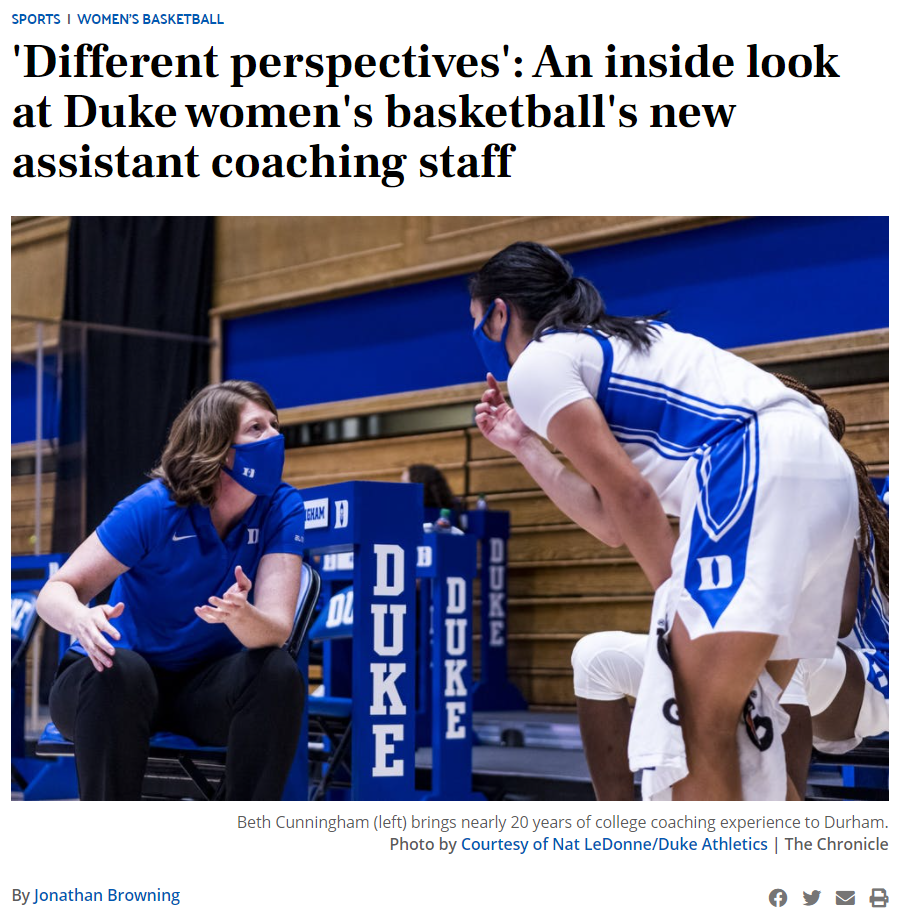 SPORTS | WOMEN'S BASKETBALL
'Different perspectives': An inside look
at Duke women's basketball's new
assistant coaching staff
GHAM D
D
DUKE
DUKE
DUKE
DU
D
D
Beth Cunningham (left) brings nearly 20 years of college coaching experience to Durham.
Photo by Courtesy of Nat LeDonne/Duke Athletics | The Chronicle
By Jonathan Browning